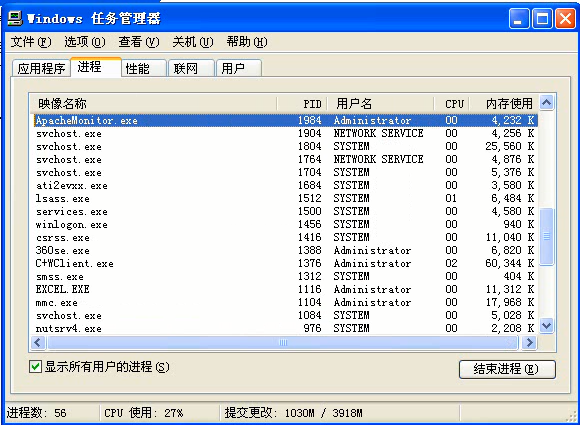 Windows 任务管理器
文件(F) 选项(O) 查看(V) 关机(U) 帮助(H)
应用程序 进程 性能 联网 用户
映像名称 PID 用户名 CPU 内存使用
ApacheMonitor.exe 1984 Administrator 00 4,232 K
svchost.exe 1904 NETWORK SERVICE 00 4,256 K
svchost.exe 1804 SYSTEM 00 25,560 K
svchost.exe 1764 NETWORK SERVICE 00 4,876 K
svchost.exe 1704 SYSTEM 00 5,376 K
ati2evxx.exe 1684 SYSTEM 00 3,580 K
lsass.exe 1512 SYSTEM 01 6,484 K
services.exe 1500 SYSTEM 00 4,580 K
winlogon.exe 1456 SYSTEM 00 940 K
csrss.exe 1416 SYSTEM 00 11,040 K
360se.exe 1388 Administrator 00 6,820 K
C+WClient.exe 1376 Administrator 02 60,344 K
smss.exe 1312 SYSTEM 00 404 K
EXCEL.EXE 1116 Administrator 00 11,312 K
mmc.exe 1104 Administrator 00 17,968 K
svchost.exe 1084 SYSTEM 00 5,028 K
nutsrv4.exe 976 SYSTEM 00 2,208 K
显示所有用户的进程(S) 结束进程(E)
进程数: 56 CPU 使用: 27% 提交更改: 1030M / 3918M